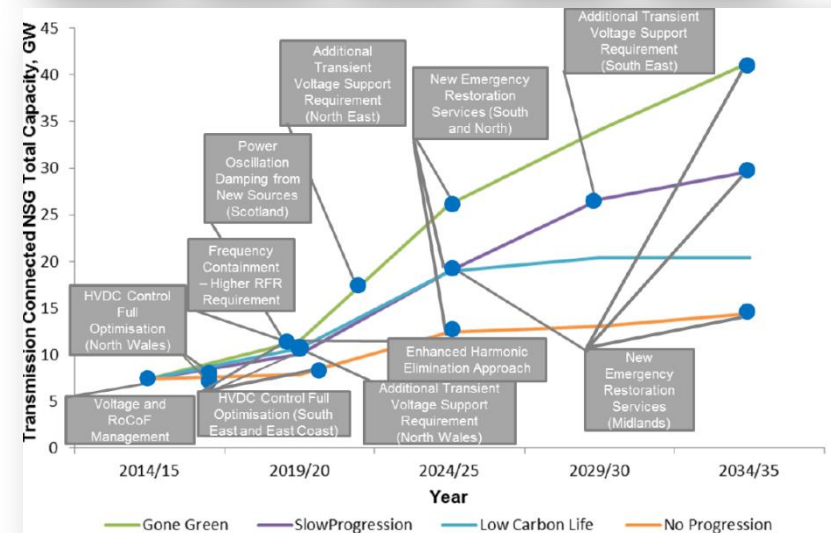 Transmission Connected NSG Total Capacity, GW
45
40
35
30
25
20
15
10
5
0
Additional
Transient
Voltage Support
Requirement
(North East)
New Emergency
Restoration
Services (South
and North)
Additional Transient
Voltage Support
Requirement
(South East)
Power
Oscillation
Damping from
New Sources
(Scotland)
Frequency
Containment
– Higher RFR
Requirement
HVDC Control
Full
Optimisation
(North Wales)
Voltage and
RoCoF
Management
HVDC Control Full
Optimisation (South
East and East Coast)
Enhanced Harmonic
Elimination Approach
Additional Transient
Voltage Support
Requirement
(North Wales)
New
Emergency
Restoration
Services
(Midlands)
2014/15
2019/20
2024/25
2029/30
2034/35
Year
Gone Green
SlowProgression
Low Carbon Life
No Progression